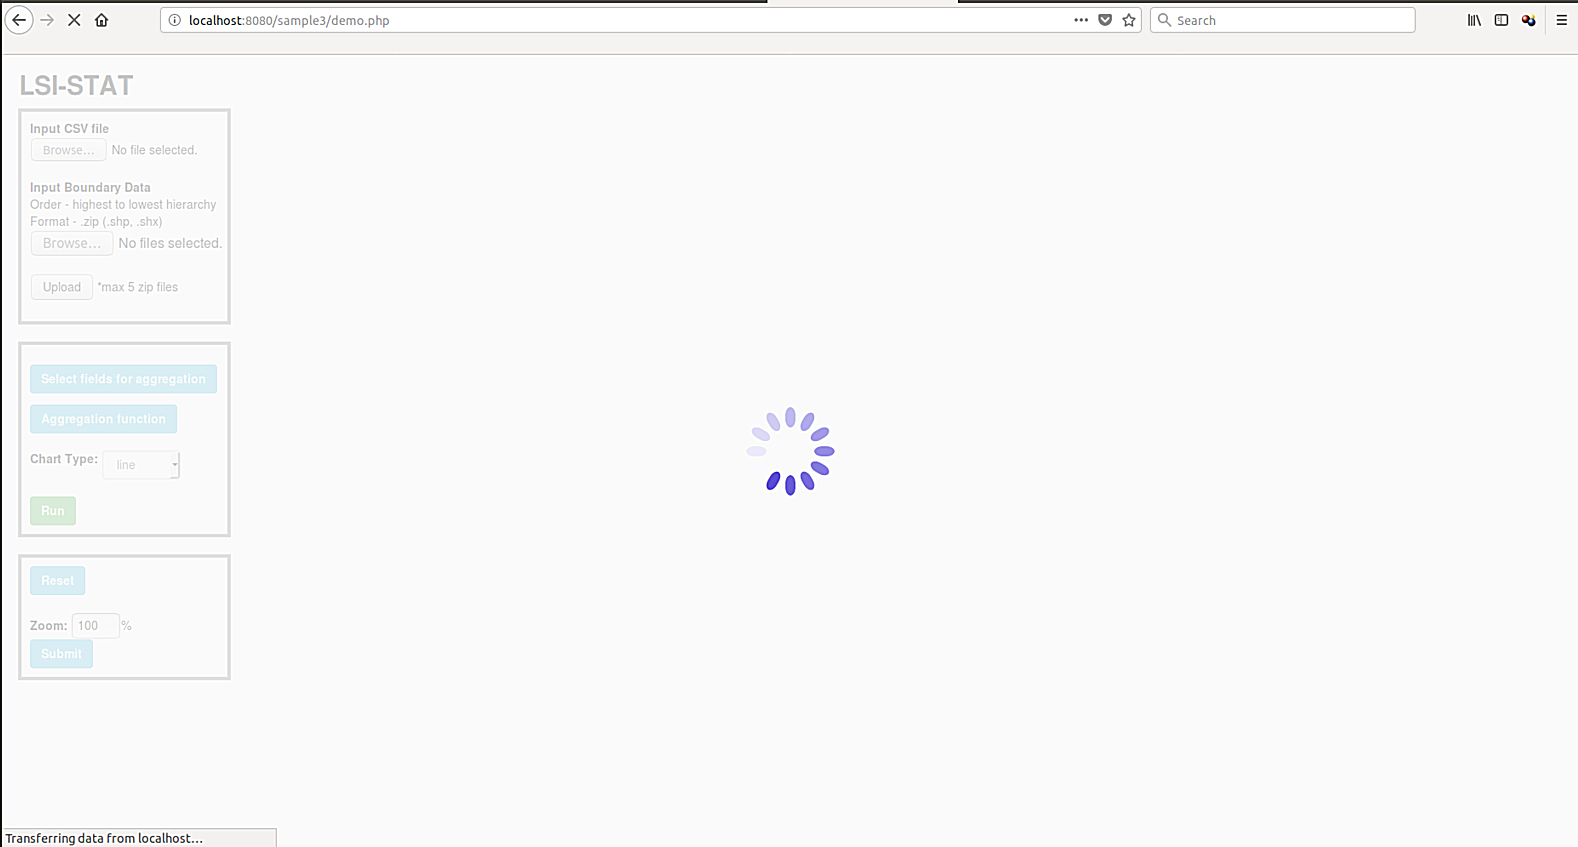 localhost:8080/sample3/demo.php
Search
LSI-STAT
Input CSV file
Browse... No file selected.
Input Boundary Data
Order - highest to lowest hierarchy
Format - .zip (.shp, .shx)
Browse... No files selected.
Upload *max 5 zip files
Select fields for aggregation
Aggregation function
Chart Type: line
Run
Reset
Zoom: 100 %
Submit
Transferring data from localhost...